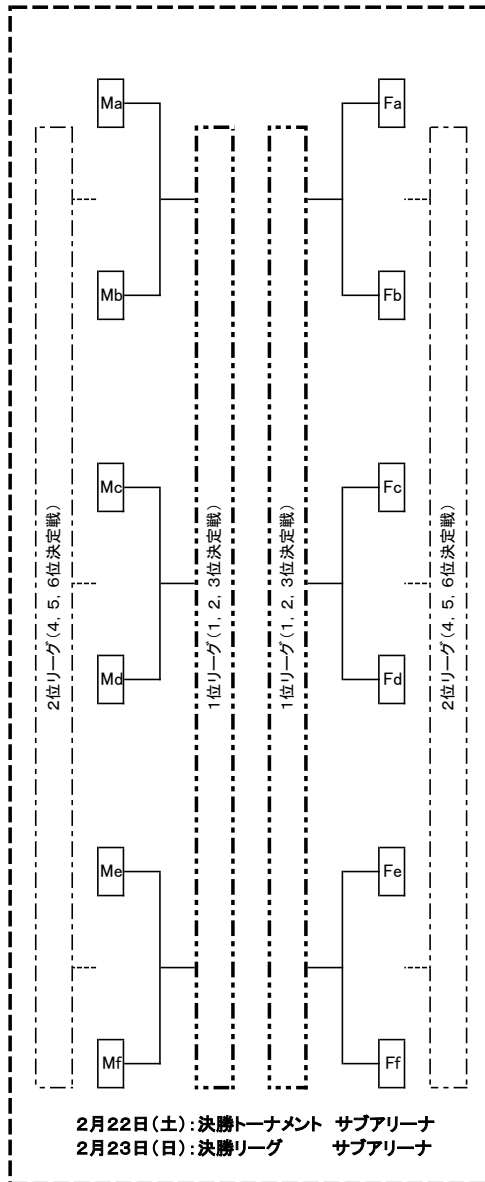 Ma
Fa
Mb
Fb
Mc
Fc
2位リーグ(4, 5, 6位決定戦)
1位リーグ(1, 2, 3位決定戦)
1位リーグ(1, 2, 3位決定戦)
2位リーグ(4, 5, 6位決定戦)
Md
Fd
Me
Fe
Mf
Ff
2月22日(土):決勝トーナメント サブアリーナ
2月23日(日):決勝リーグ サブアリーナ